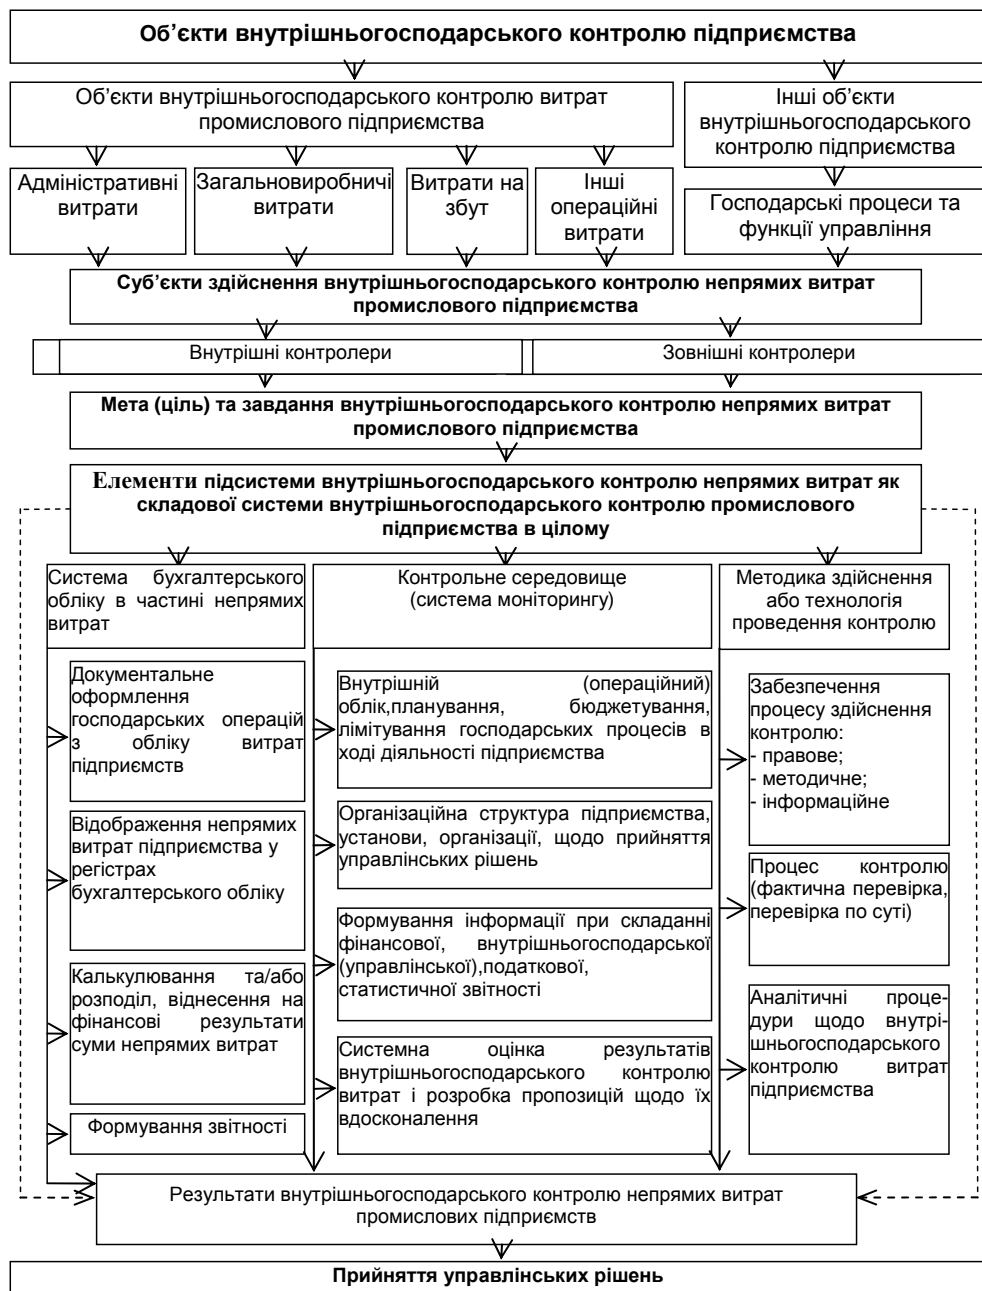 Об’єкти внутрішньогосподарського контролю підприємства
Об’єкти внутрішньогосподарського контролю витрат
промислового підприємства
Інші об’єкти
внутрішньогосподарського
контролю підприємства
Адміністративні
витрати
Загальновиробничі
витрати
Витрати на
збут
Інші
операційні
витрати
Господарські процеси та
функції управління
Суб’єкти здійснення внутрішньогосподарського контролю непрямих витрат
промислового підприємства
Внутрішні контролери
Зовнішні контролери
Мета (ціль) та завдання внутрішньогосподарського контролю непрямих витрат
промислового підприємства
Елементи підсистеми внутрішньогосподарського контролю непрямих витрат як
складової системи внутрішньогосподарського контролю промислового
підприємства в цілому
Система бухгалтерського
обліку в частині непрямих
витрат
Контрольне середовище
(система моніторингу)
Методика здійснення
або технологія
проведення контролю
Документальне
оформлення
господарських операцій
з обліку витрат
підприємств
Відображення непрямих
витрат підприємства у
регістрах
бухгалтерського обліку
Калькулювання та/або
розподіл, віднесення на
фінансові результати
суми непрямих витрат
Формування звітності
Внутрішній (операційний)
облік,планування, бюджетування,
лімітування господарських процесів в
ході діяльності підприємства
Організаційна структура підприємства,
установи, організації, щодо прийняття
управлінських рішень
Формування інформації при складанні
фінансової, внутрішньогосподарської
(управлінської),податкової,
статистичної звітності
Системна оцінка результатів
внутрішньогосподарського контролю
витрат і розробка пропозицій щодо їх
вдосконалення
Забезпечення
процесу здійснення
контролю:
- правове;
- методичне;
- інформаційне
Процес контролю
(фактична перевірка,
перевірка по суті)
Аналітичні проце-
дури щодо внутрі-
шньогосподарського
контролю витрат
підприємства
Результати внутрішньогосподарського контролю непрямих витрат
промислових підприємств
Прийняття управлінських рішень